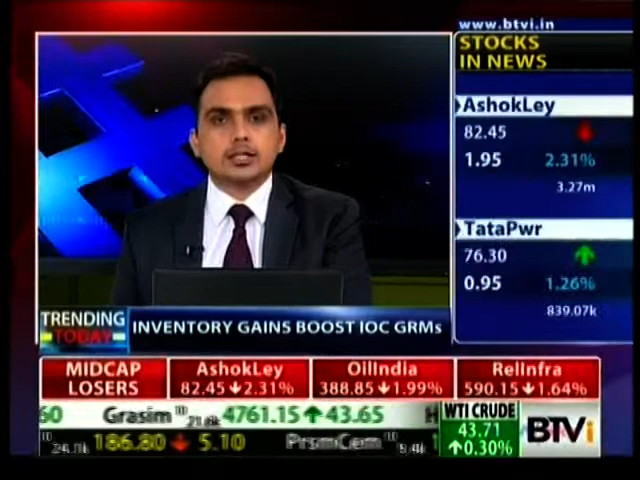 www.btvi.in
STOCKS
IN NEWS
AshokLey
82.45
1.95 2.31%
3.27m
TataPwr
76.30
0.95 1.26%
839.07k
TRENDING
TODAY
INVENTORY GAINS BOOST IOC GRMs
MIDCAP
LOSERS
AshokLey
82.45 2.31%
OilIndia
388.85 1.99%
RelInfra
590.15 1.64%
60 Grasim 4761.15 43.65 H
186.80 5.10 PrsmCem
WTI CRUDE
43.71
0.30%
BTVi